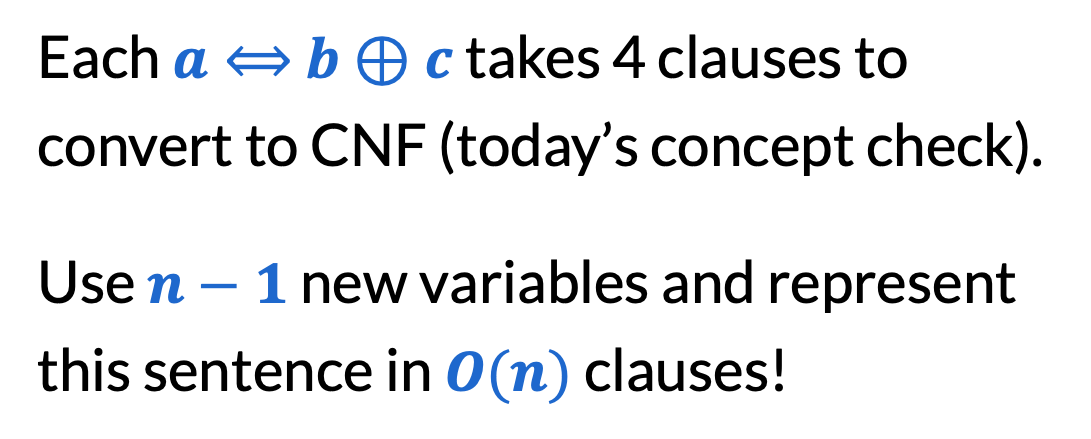 Each a ⟺ b ⊕ c takes 4 clauses to
convert to CNF (today’s concept check).
Use n − 1 new variables and represent
this sentence in O(n) clauses!